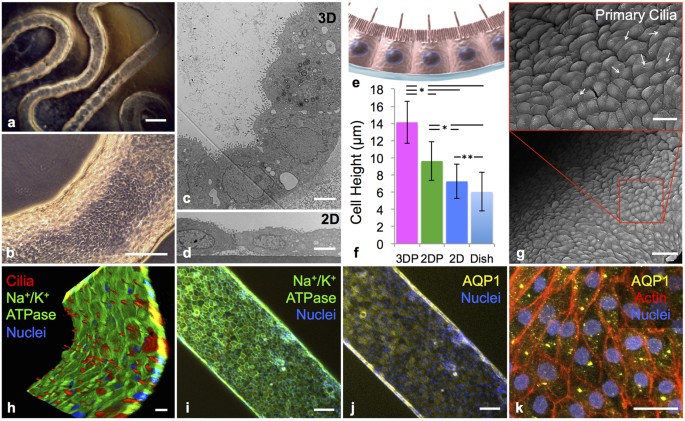 a
b
3D
c
2D
d
e
18
16
14
12
10
8
6
4
2
0
Cell Height (µm)
*
*
**
3DP 2DP 2D Dish
f
Primary Cilia
g
Cilia
Na⁺/K⁺
ATPase
Nuclei
h
Na⁺/K⁺
ATPase
Nuclei
i
AQP1
Nuclei
j
AQP1
Actin
Nuclei
k